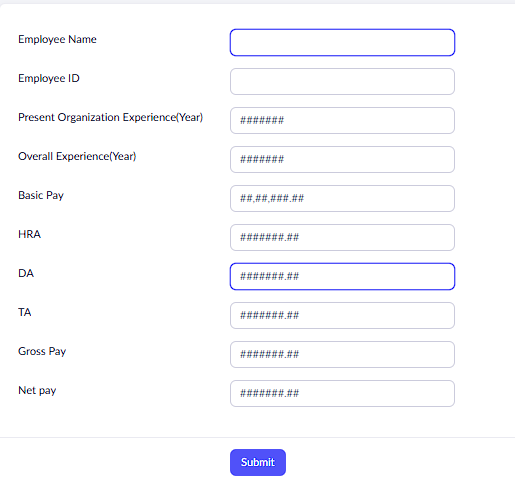 Employee Name
Employee ID
Present Organization Experience(Year) #######
Overall Experience(Year) #######
Basic Pay ##,##,###.##
HRA #######.##
DA #######.##
TA #######.##
Gross Pay #######.##
Net pay #######.##
Submit